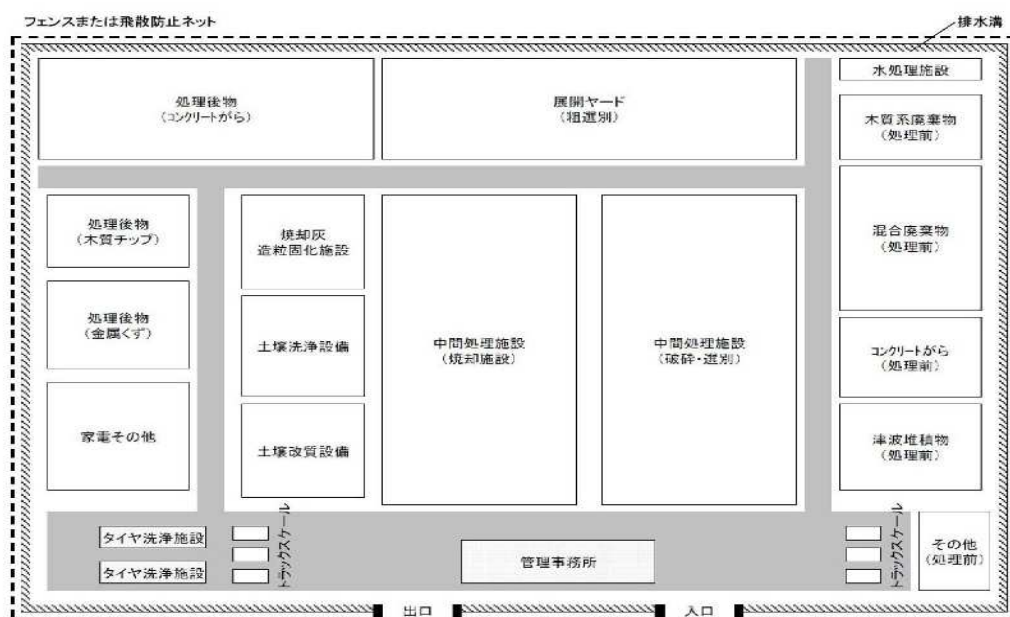 フェンスまたは飛散防止ネット
排水溝
処理後物
(コンクリートがら)
展開ヤード
(粗選別)
水処理施設
木質系廃棄物
(処理前)
処理後物
(木質チップ)
焼却灰
造粒固化施設
混合廃棄物
(処理前)
処理後物
(金属くず)
土壌洗浄設備
中間処理施設
(焼却施設)
中間処理施設
(破砕・選別)
コンクリートがら
(処理前)
家電その他
土壌改質設備
津波堆積物
(処理前)
タイヤ洗浄施設
タイヤ洗浄施設
トラックスケール
管理事務所
トラックスケール
その他
(処理前)
出口
入口